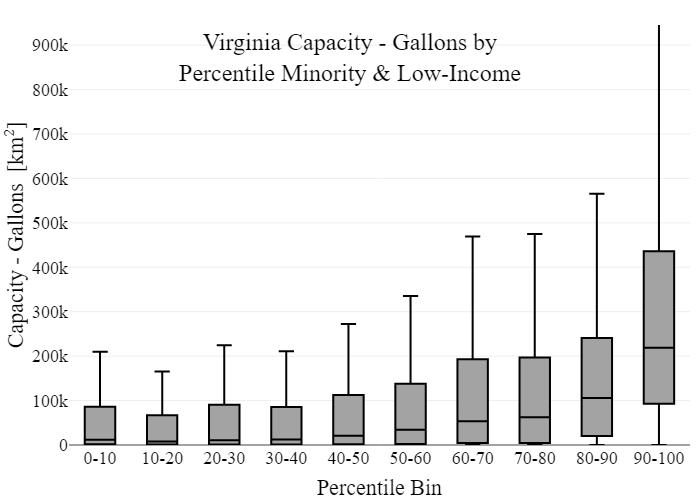 Virginia Capacity - Gallons by
Percentile Minority & Low-Income
Capacity - Gallons [km²]
900k
800k
700k
600k
500k
400k
300k
200k
100k
0
0-10 10-20 20-30 30-40 40-50 50-60 60-70 70-80 80-90 90-100
Percentile Bin